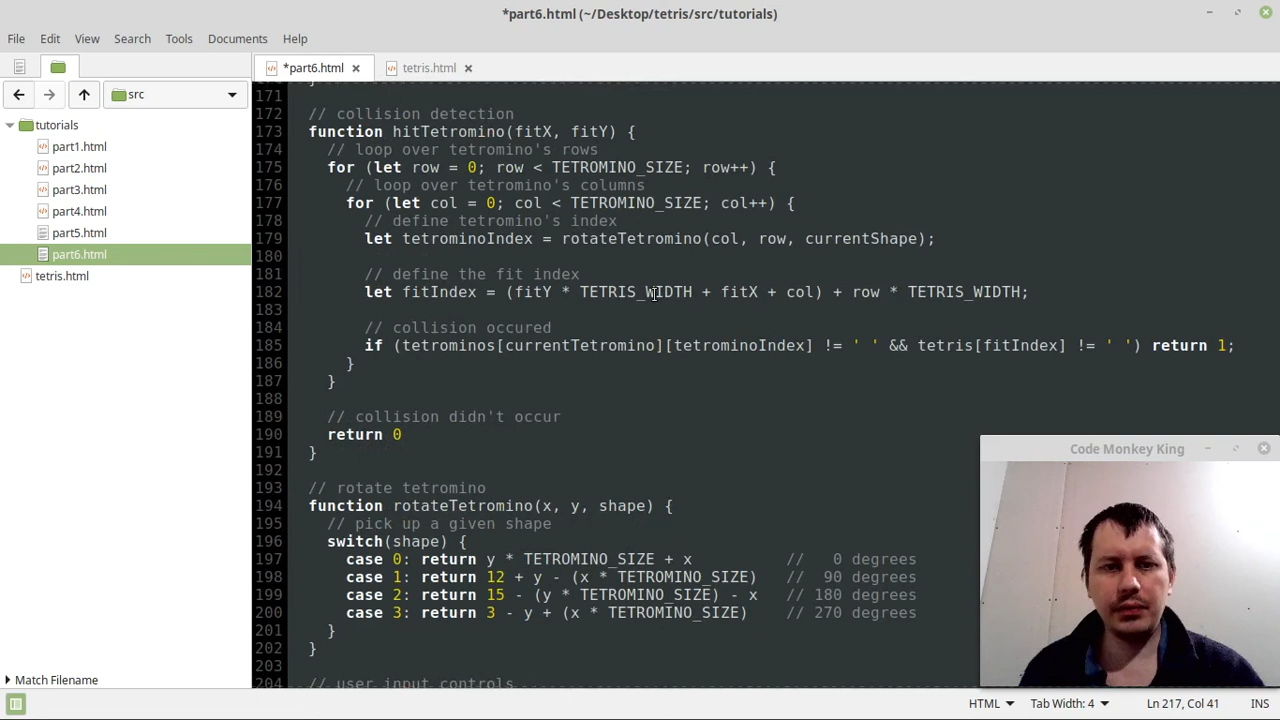 *part6.html (~/Desktop/tetris/src/tutorials)
File Edit View Search Tools Documents Help
*part6.html tetris.html
src
tutorials
part1.html
part2.html
part3.html
part4.html
part5.html
part6.html
tetris.html
171
172 // collision detection
173 function hitTetromino(fitX, fitY) {
174 // loop over tetromino's rows
175 for (let row = 0; row < TETROMINO_SIZE; row++) {
176 // loop over tetromino's columns
177 for (let col = 0; col < TETROMINO_SIZE; col++) {
178 // define tetromino's index
179 let tetrominoIndex = rotateTetromino(col, row, currentShape);
180
181 // define the fit index
182 let fitIndex = (fitY * TETRIS_WIDTH + fitX + col) + row * TETRIS_WIDTH;
183
184 // collision occured
185 if (tetrominos[currentTetromino][tetrominoIndex] != ' ' && tetris[fitIndex] != ' ') return 1;
186 }
187 }
188
189 // collision didn't occur
190 return 0
191 }
192
193 // rotate tetromino
194 function rotateTetromino(x, y, shape) {
195 // pick up a given shape
196 switch(shape) {
197 case 0: return y * TETROMINO_SIZE + x // 0 degrees
198 case 1: return 12 + y - (x * TETROMINO_SIZE) // 90 degrees
199 case 2: return 15 - (y * TETROMINO_SIZE) - x // 180 degrees
200 case 3: return 3 - y + (x * TETROMINO_SIZE) // 270 degrees
201 }
202 }
203
204 // user input controls
Code Monkey King
Match Filename
HTML Tab Width: 4 Ln 217, Col 41 INS